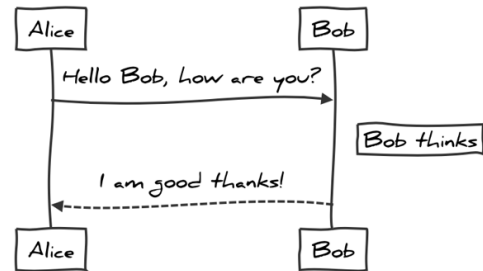 Alice
Bob
Hello Bob, how are you?
Bob thinks
I am good thanks!
Alice
Bob